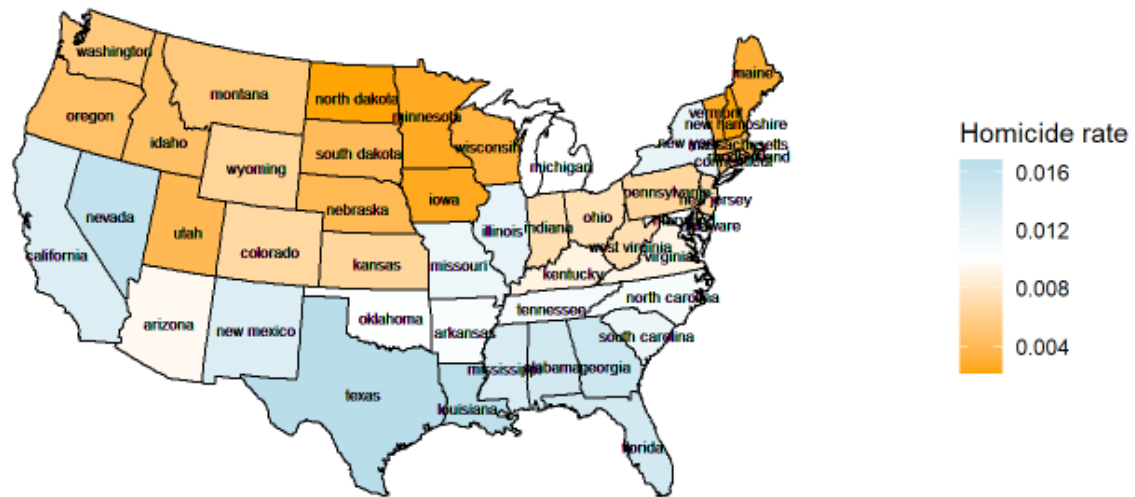 washington
maine
montana
north dakota
minnesota
oregon
vermont
new hampshire
idaho
wisconsin
south dakota
massachusetts
michigan
wyoming
nebraska
iowa
pennsylvania
new jersey
nevada
utah
colorado
illinois
indiana
ohio
delaware
west virginia
virginia
california
kansas
missouri
kentucky
north carolina
tennessee
arizona
new mexico
oklahoma
arkansas
south carolina
mississippi
alabama
georgia
texas
louisiana
florida
Homicide rate
0.016
0.012
0.008
0.004